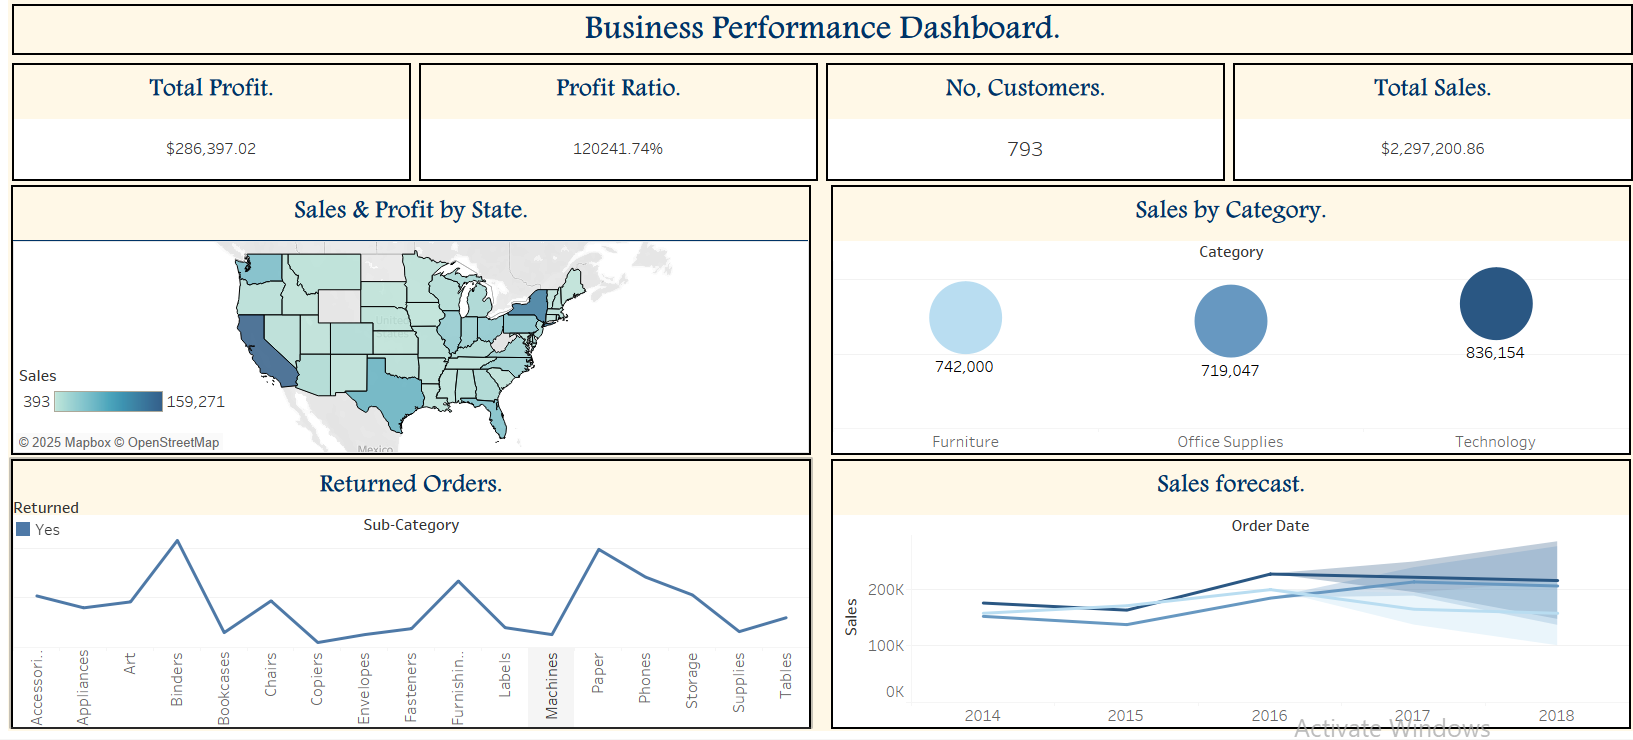 Business Performance Dashboard.
Total Profit.
$286,397.02
Profit Ratio.
120241.74%
No, Customers.
793
Total Sales.
$2,297,200.86
Sales & Profit by State.
United
States
Mexico
Sales
393
159,271
© 2025 Mapbox © OpenStreetMap
Sales by Category.
Category
742,000
719,047
836,154
Furniture
Office Supplies
Technology
Returned Orders.
Returned
Yes
Sub-Category
Accessori..
Appliances
Art
Binders
Bookcases
Chairs
Copiers
Envelopes
Fasteners
Furnishin..
Labels
Machines
Paper
Phones
Storage
Supplies
Tables
Sales forecast.
Order Date
Sales
200K
100K
0K
2014
2015
2016
2017
2018
Activate Windows